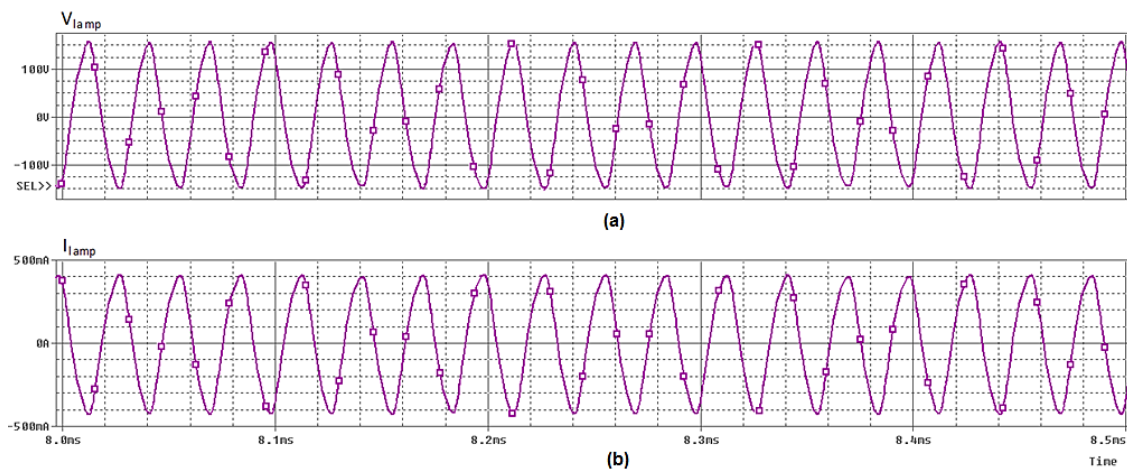 Vlamp
100V
0V
-100V
SEL>>
(a)
Ilamp
500mA
0A
-500mA
8.0ms 8.1ms 8.2ms 8.3ms 8.4ms 8.5ms
Time
(b)